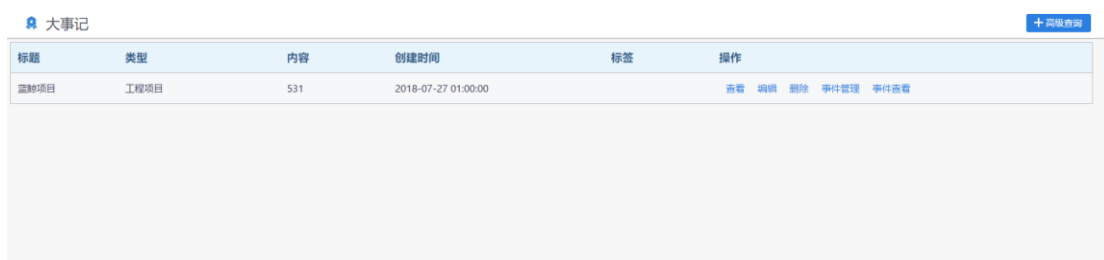 大事记
高级查询
标题 类型 内容 创建时间 标签 操作
蓝鲸项目 工程项目 531 2018-07-27 01:00:00 查看 编辑 删除 事件管理 事件查看